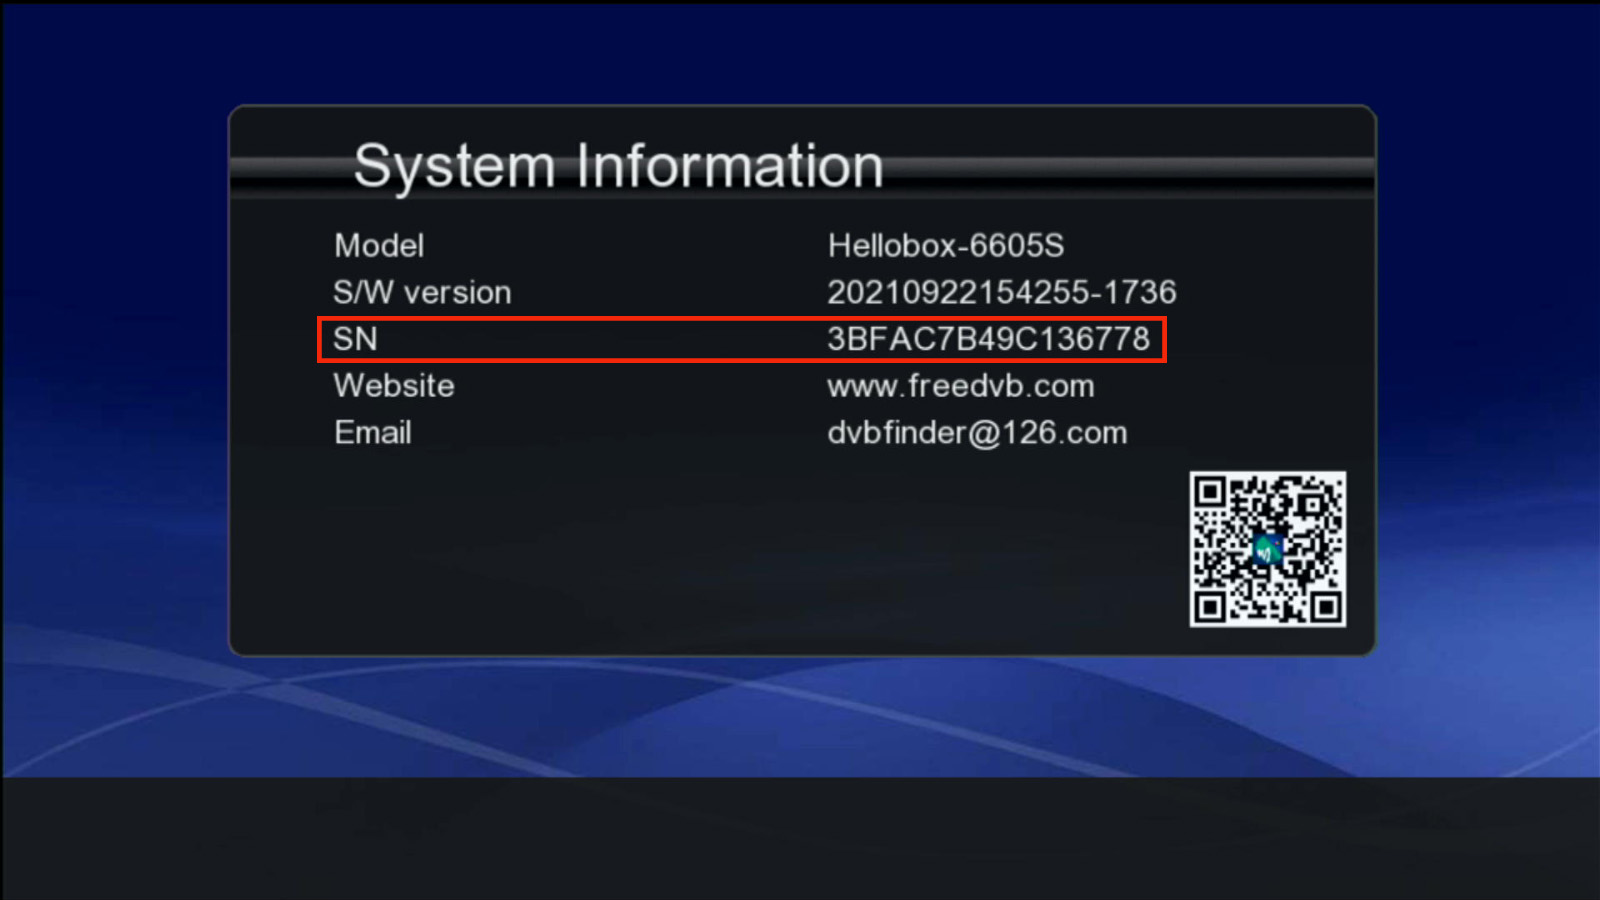 System Information
Model Hellobox-6605S
S/W version 20210922154255-1736
SN 3BFAC7B49C136778
Website www.freedvb.com
Email dvbfinder@126.com